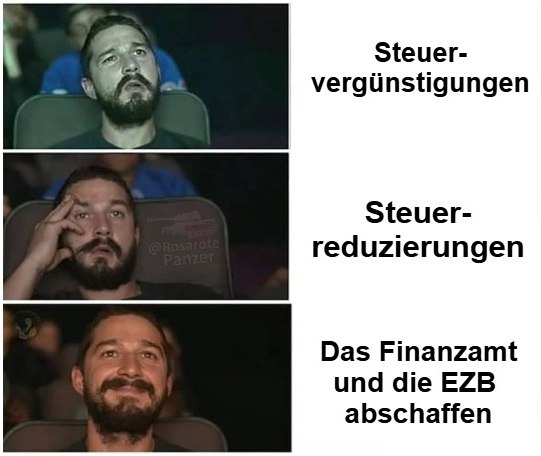 Steuer-
vergünstigungen
@Rosarote
Panzer
Steuer-
reduzierungen
Das Finanzamt
und die EZB
abschaffen